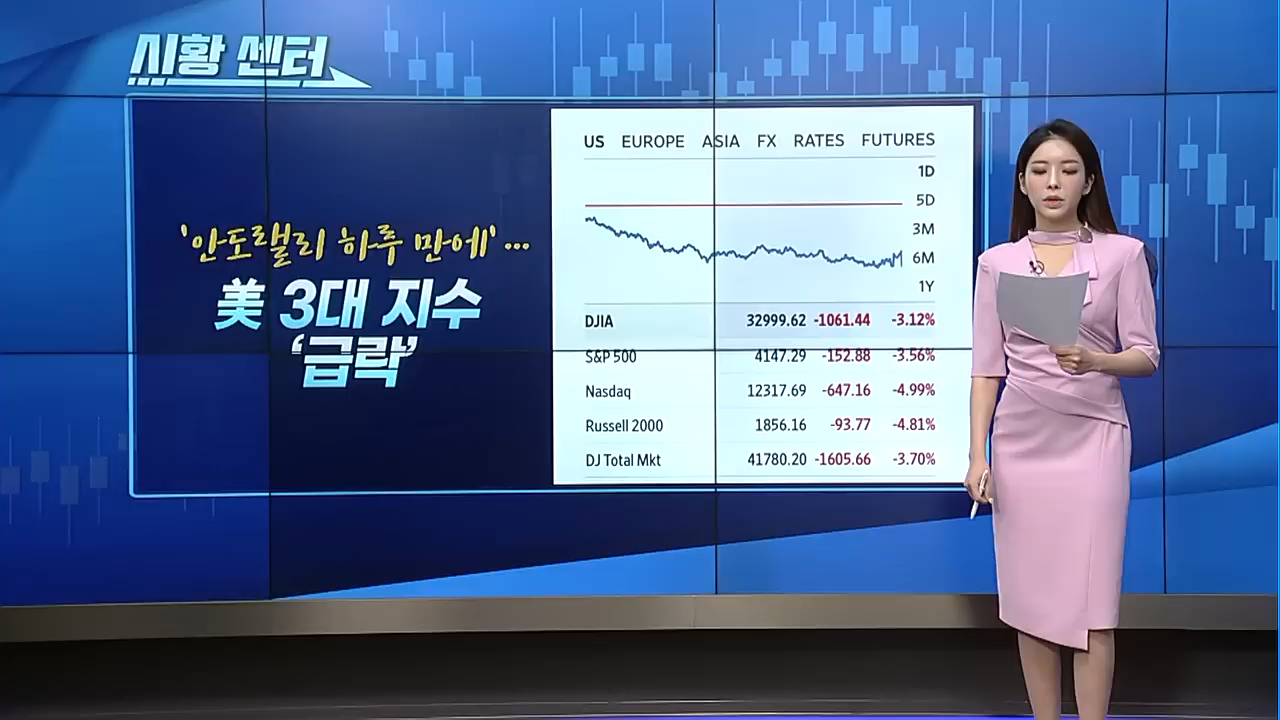 시황 센터
'안도랠리 하루 만에'...
美 3대 지수
'급락'
US EUROPE ASIA FX RATES FUTURES
1D
5D
3M
6M
1Y
DJIA 32999.62 -1061.44 -3.12%
S&P 500 4147.29 -152.88 -3.56%
Nasdaq 12317.69 -647.16 -4.99%
Russell 2000 1856.16 -93.77 -4.81%
DJ Total Mkt 41780.20 -1605.66 -3.70%